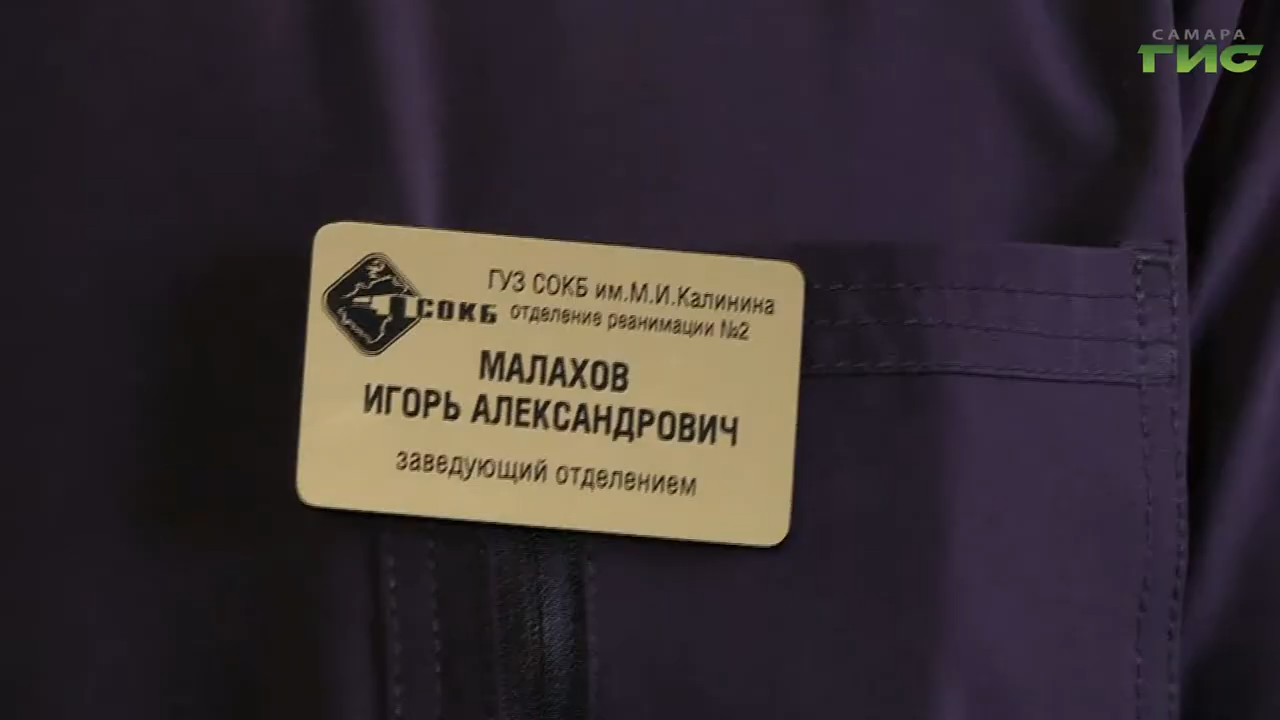 САМАРА
ГИС
ГУЗ СОКБ им.М.И.Калинина
СОКБ
отделение реанимации №2
МАЛАХОВ
ИГОРЬ АЛЕКСАНДРОВИЧ
заведующий отделением